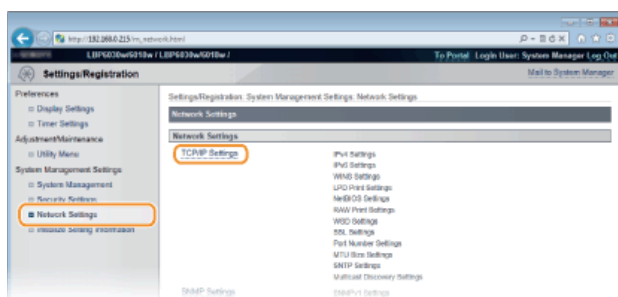 http://192.168.0.215/m_network.html
LBP6030w/6018w / LBP6030w/6018w /
To Portal Login User: System Manager Log Out
Settings/Registration
Mail to System Manager
Preferences
Display Settings
Timer Settings
Adjustment/Maintenance
Utility Menu
System Management Settings
System Management
Security Settings
Network Settings
Initialize Setting Information
Settings/Registration: System Management Settings: Network Settings
Network Settings
Network Settings
TCP/IP Settings
IPv4 Settings
IPv6 Settings
WINS Settings
LPD Print Settings
NetBIOS Settings
RAW Print Settings
WSD Settings
SSL Settings
Port Number Settings
MTU Size Settings
SNTP Settings
Multicast Discovery Settings
SNMP Settings
SNMPv1 Settings